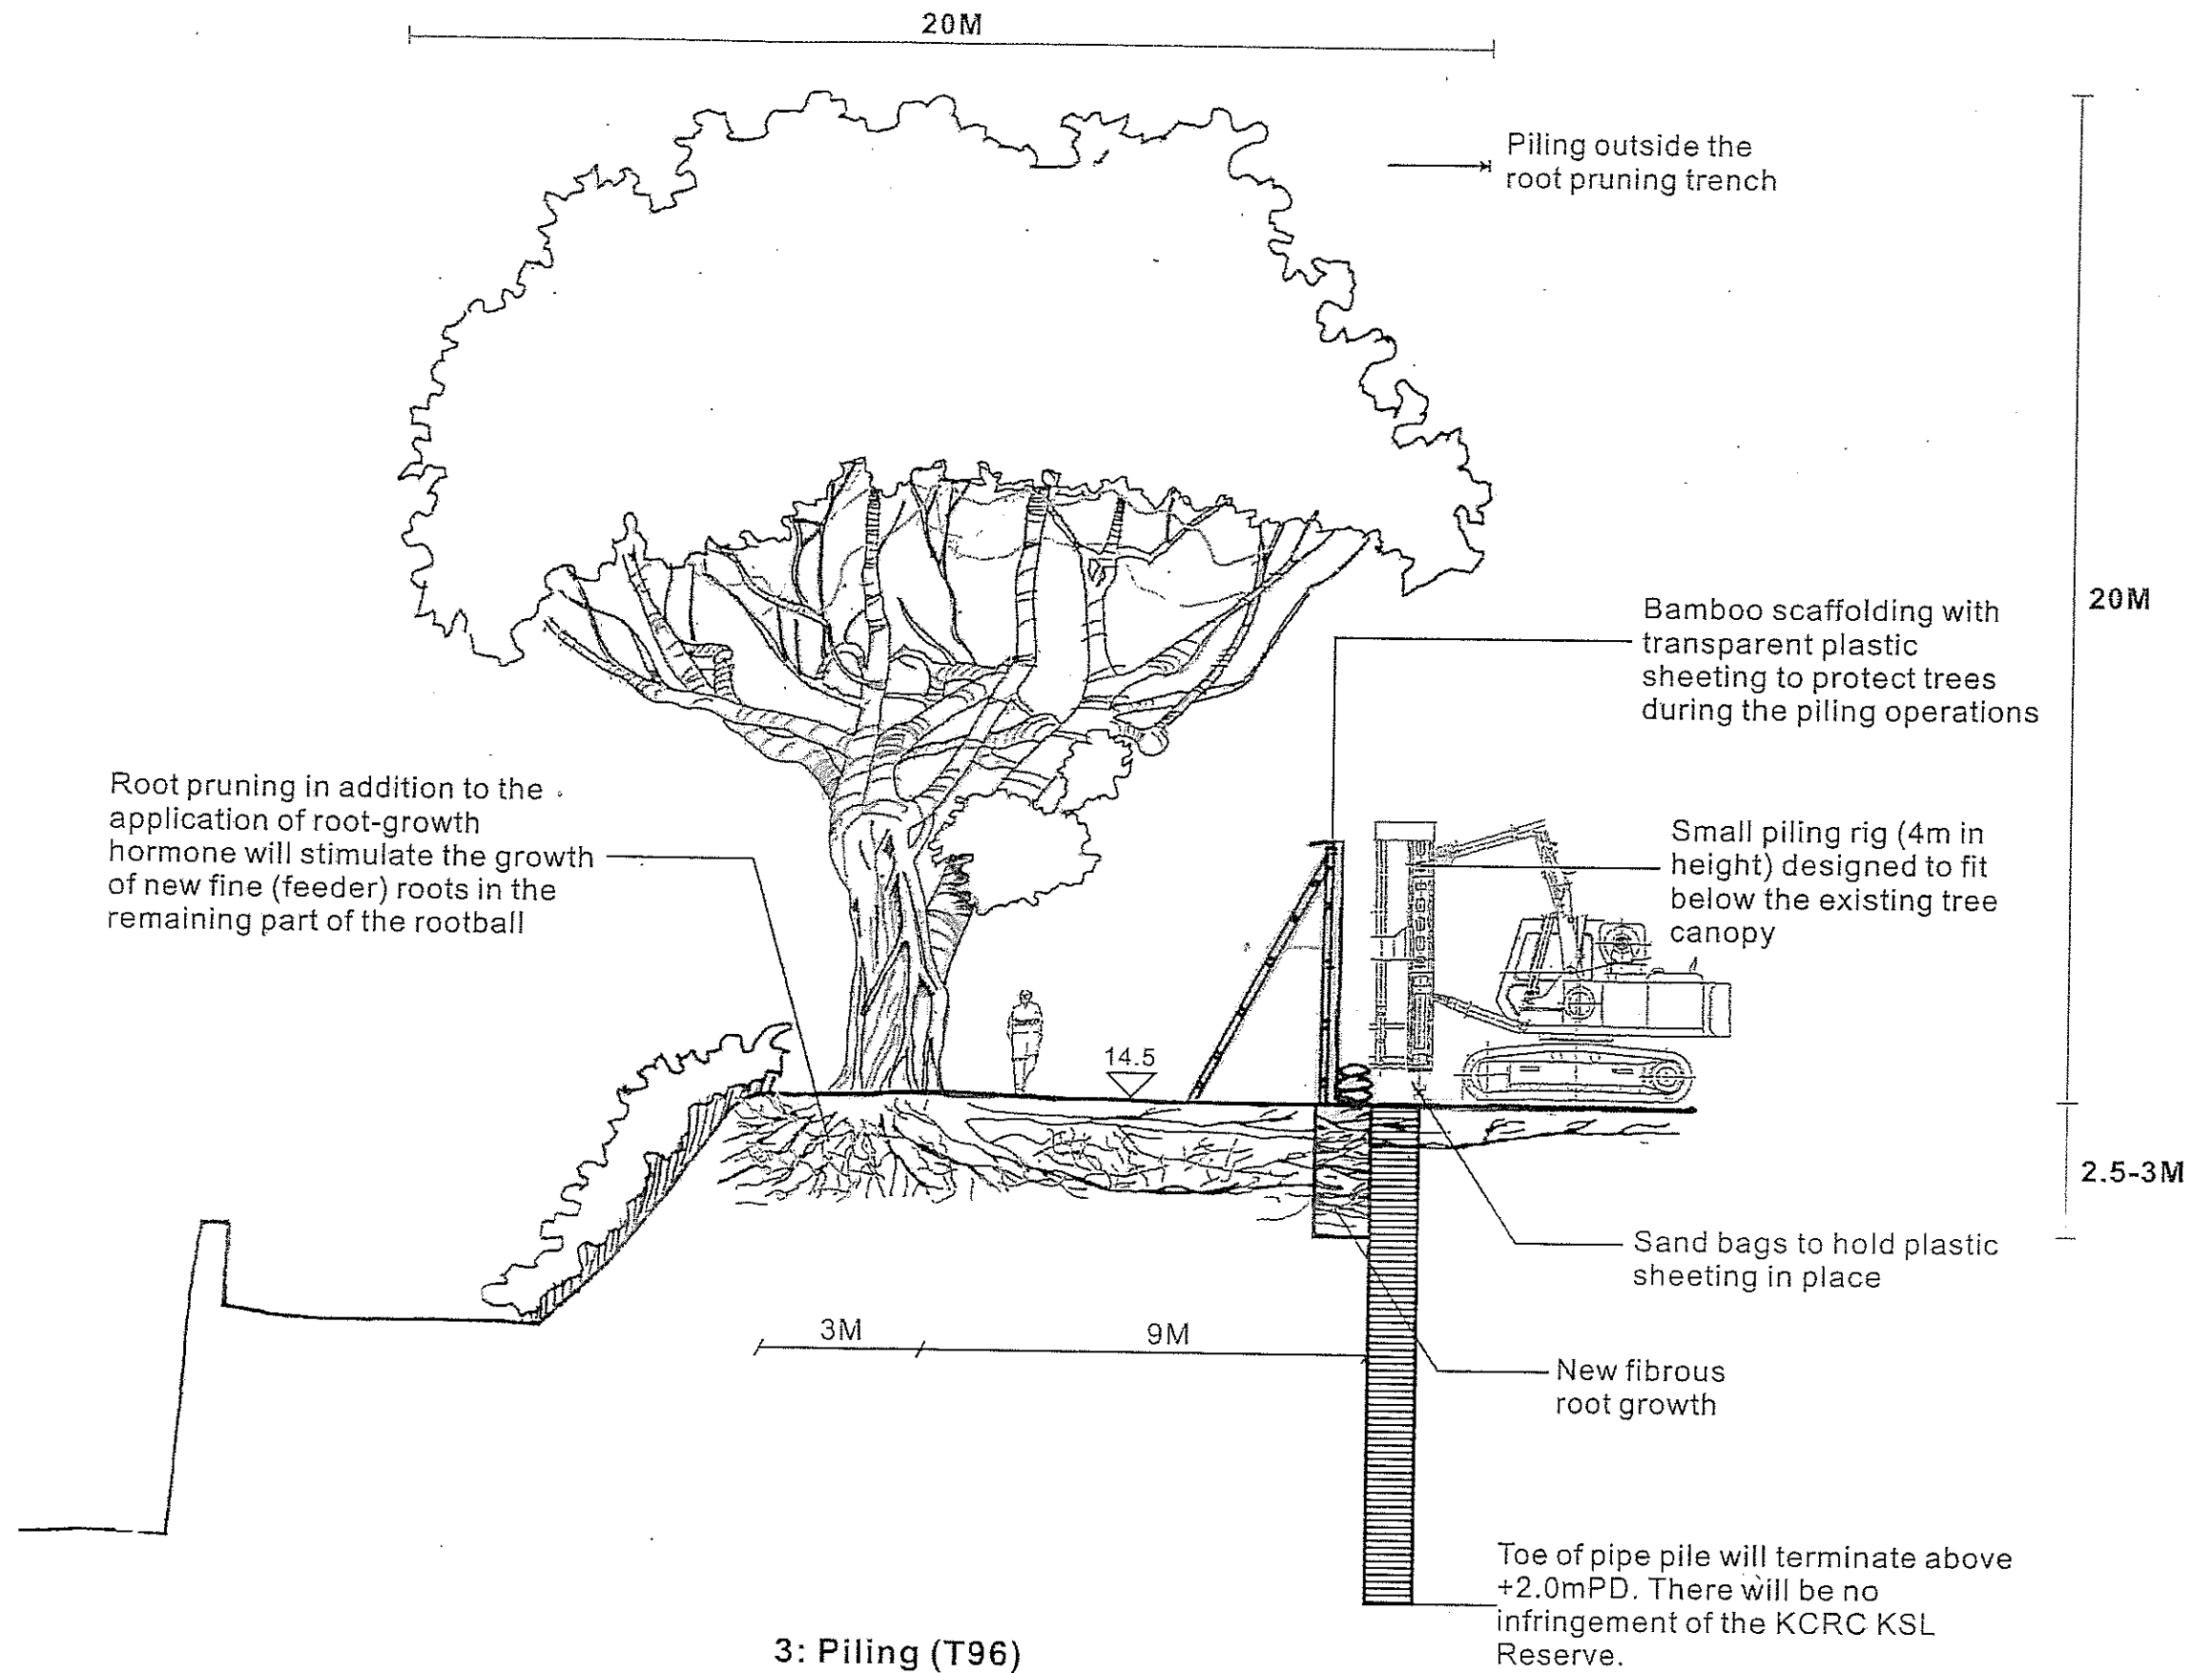 20M
Piling outside the
root pruning trench
20M
Bamboo scaffolding with
transparent plastic
sheeting to protect trees
during the piling operations
Root pruning in addition to the
application of root-growth
hormone will stimulate the growth
of new fine (feeder) roots in the
remaining part of the rootball
Small piling rig (4m in
height) designed to fit
below the existing tree
canopy
14.5
2.5-3M
Sand bags to hold plastic
sheeting in place
3M
9M
New fibrous
root growth
Toe of pipe pile will terminate above
+2.0mPD. There will be no
infringement of the KCRC KSL
Reserve.
3: Piling (T96)